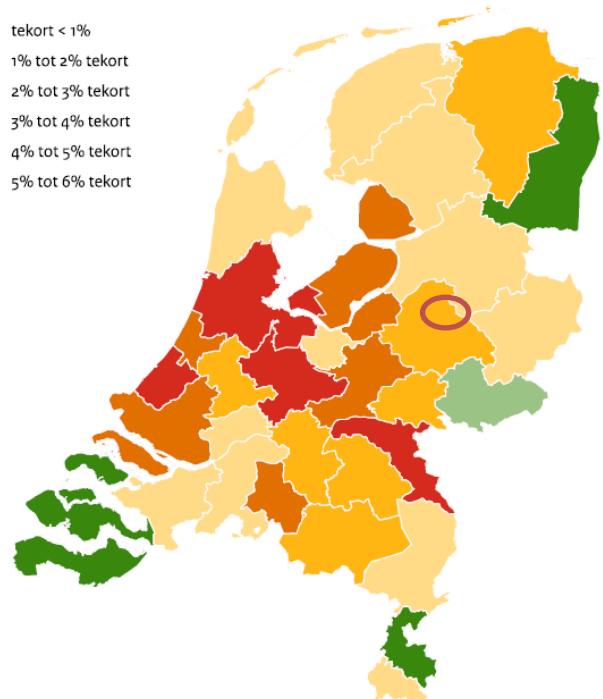 tekort < 1%
1% tot 2% tekort
2% tot 3% tekort
3% tot 4% tekort
4% tot 5% tekort
5% tot 6% tekort